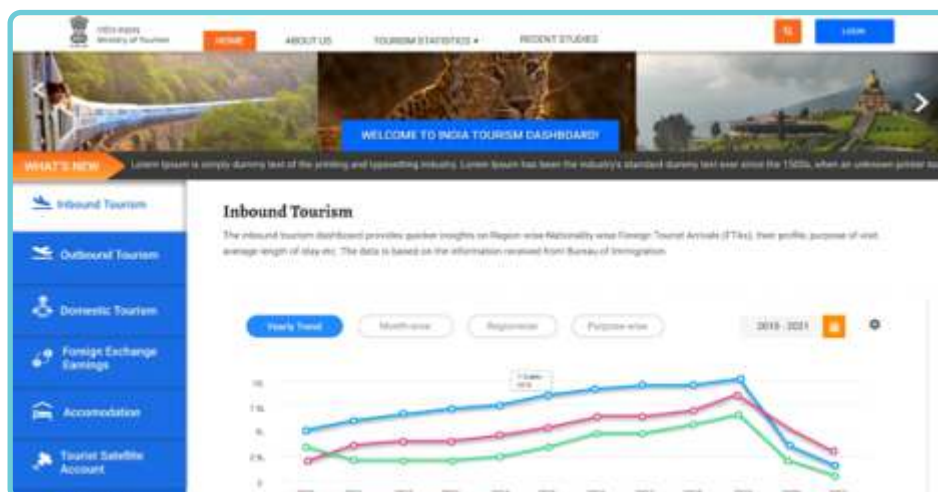 Ministry of Tourism
HOME ABOUT US TOURISM STATISTICS RECENT STUDIES LOGIN
WELCOME TO INDIA TOURISM DASHBOARD!
WHAT'S NEW Lorem Ipsum is simply dummy text of the printing and typesetting industry. Lorem Ipsum has been the industry's standard dummy text ever since the 1500s, when an unknown printer
Inbound Tourism
Outbound Tourism
Domestic Tourism
Foreign Exchange
Earnings
Accomodation
Tourist Satellite
Account
Inbound Tourism
The inbound tourism dashboard provides quicker insights on Region-wise Nationality-wise Foreign Tourist Arrivals (FTAs), their profile, purpose of visit,
average length of stay etc. The data is based on the information received from Bureau of Immigration
Yearly Trend Month-wise Region-wise Purpose-wise